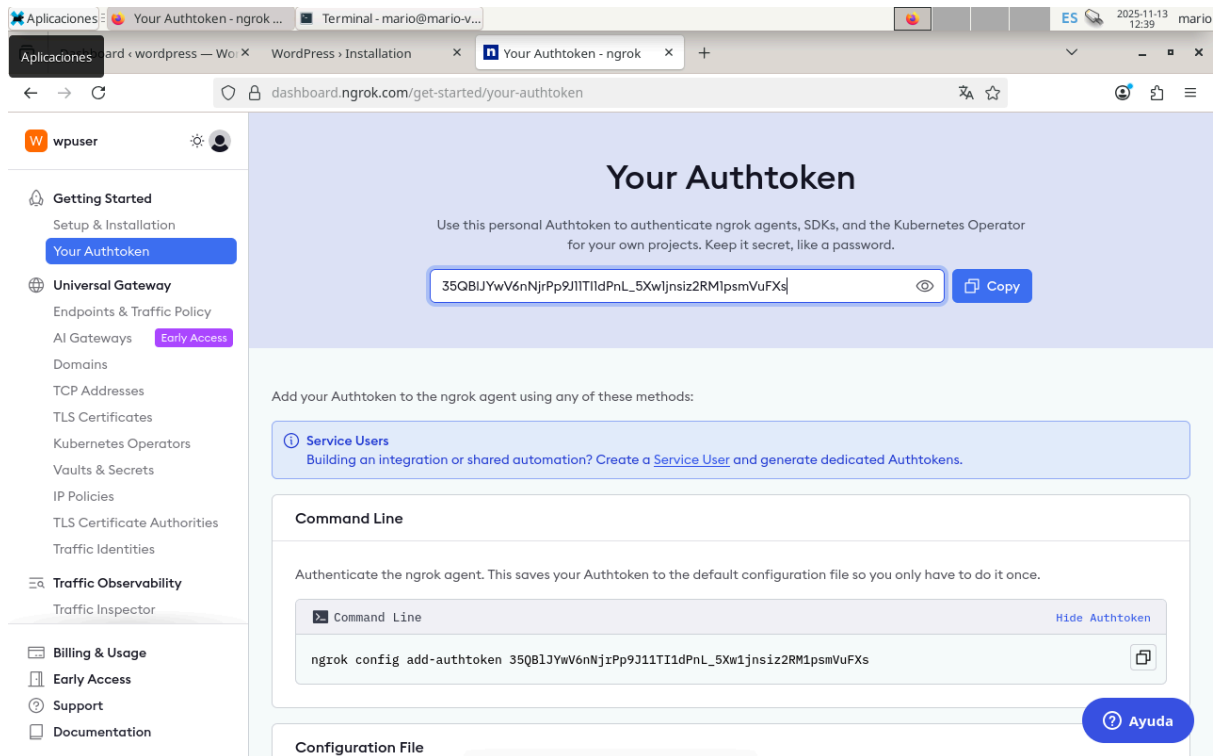 Aplicaciones
Your Authtoken - ngrok ...
Terminal - mario@mario-v...
ES
2025-11-13
12:39
mario
Aplicaciones
Dashboard ‹ wordpress — Wor
WordPress › Installation
Your Authtoken - ngrok
dashboard.ngrok.com/get-started/your-authtoken
W wpuser
Getting Started
Setup & Installation
Your Authtoken
Universal Gateway
Endpoints & Traffic Policy
AI Gateways Early Access
Domains
TCP Addresses
TLS Certificates
Kubernetes Operators
Vaults & Secrets
IP Policies
TLS Certificate Authorities
Traffic Identities
Traffic Observability
Traffic Inspector
Billing & Usage
Early Access
Support
Documentation
Your Authtoken
Use this personal Authtoken to authenticate ngrok agents, SDKs, and the Kubernetes Operator
for your own projects. Keep it secret, like a password.
35QBlJYwV6nNjrPp9J11TI1dPnL_5Xw1jnsiz2RM1psmVuFXs
Copy
Add your Authtoken to the ngrok agent using any of these methods:
Service Users
Building an integration or shared automation? Create a Service User and generate dedicated Authtokens.
Command Line
Authenticate the ngrok agent. This saves your Authtoken to the default configuration file so you only have to do it once.
Command Line
Hide Authtoken
ngrok config add-authtoken 35QBlJYwV6nNjrPp9J11TI1dPnL_5Xw1jnsiz2RM1psmVuFXs
Ayuda
Configuration File